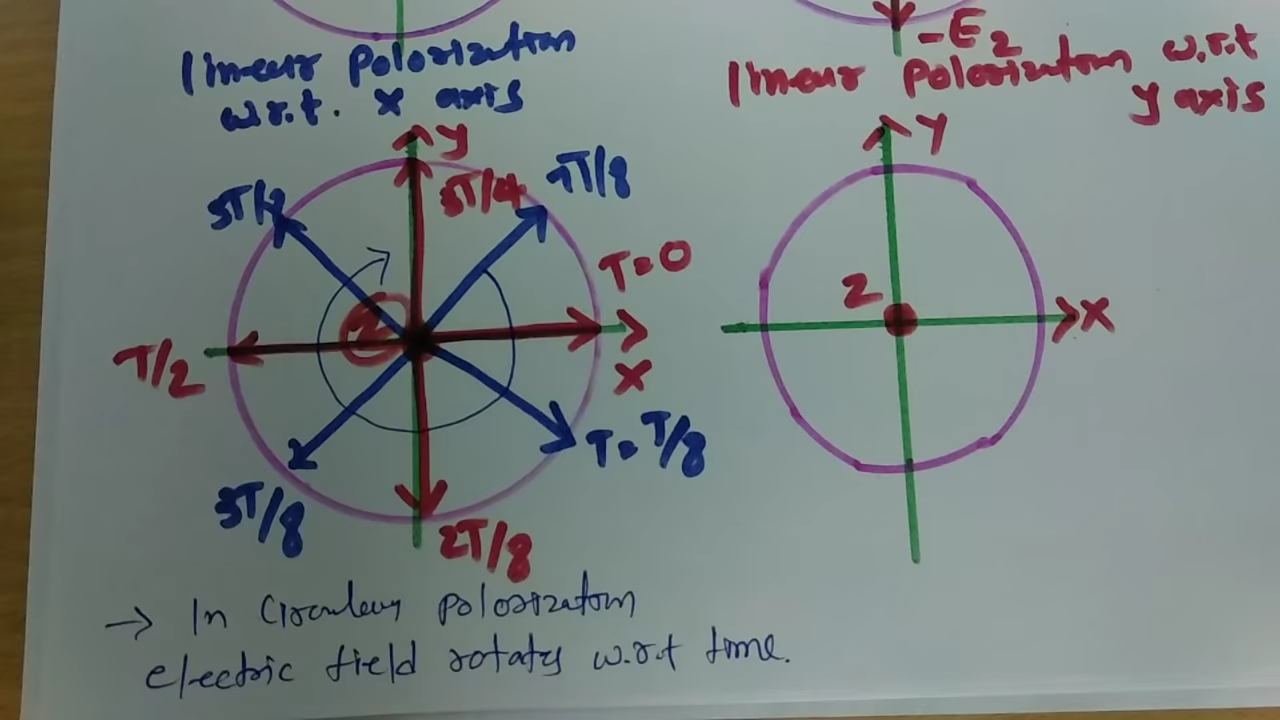 -E2
linear polarization
w.r.t. x axis
linear polarization w.r.t
y axis
Y
3T/4
7T/8
T=0
X
T=T/8
2T/8
3T/8
T/2
5T/8
Z
Y
Z
X
→ In Circular polarization
electric field rotates w.r.t time.